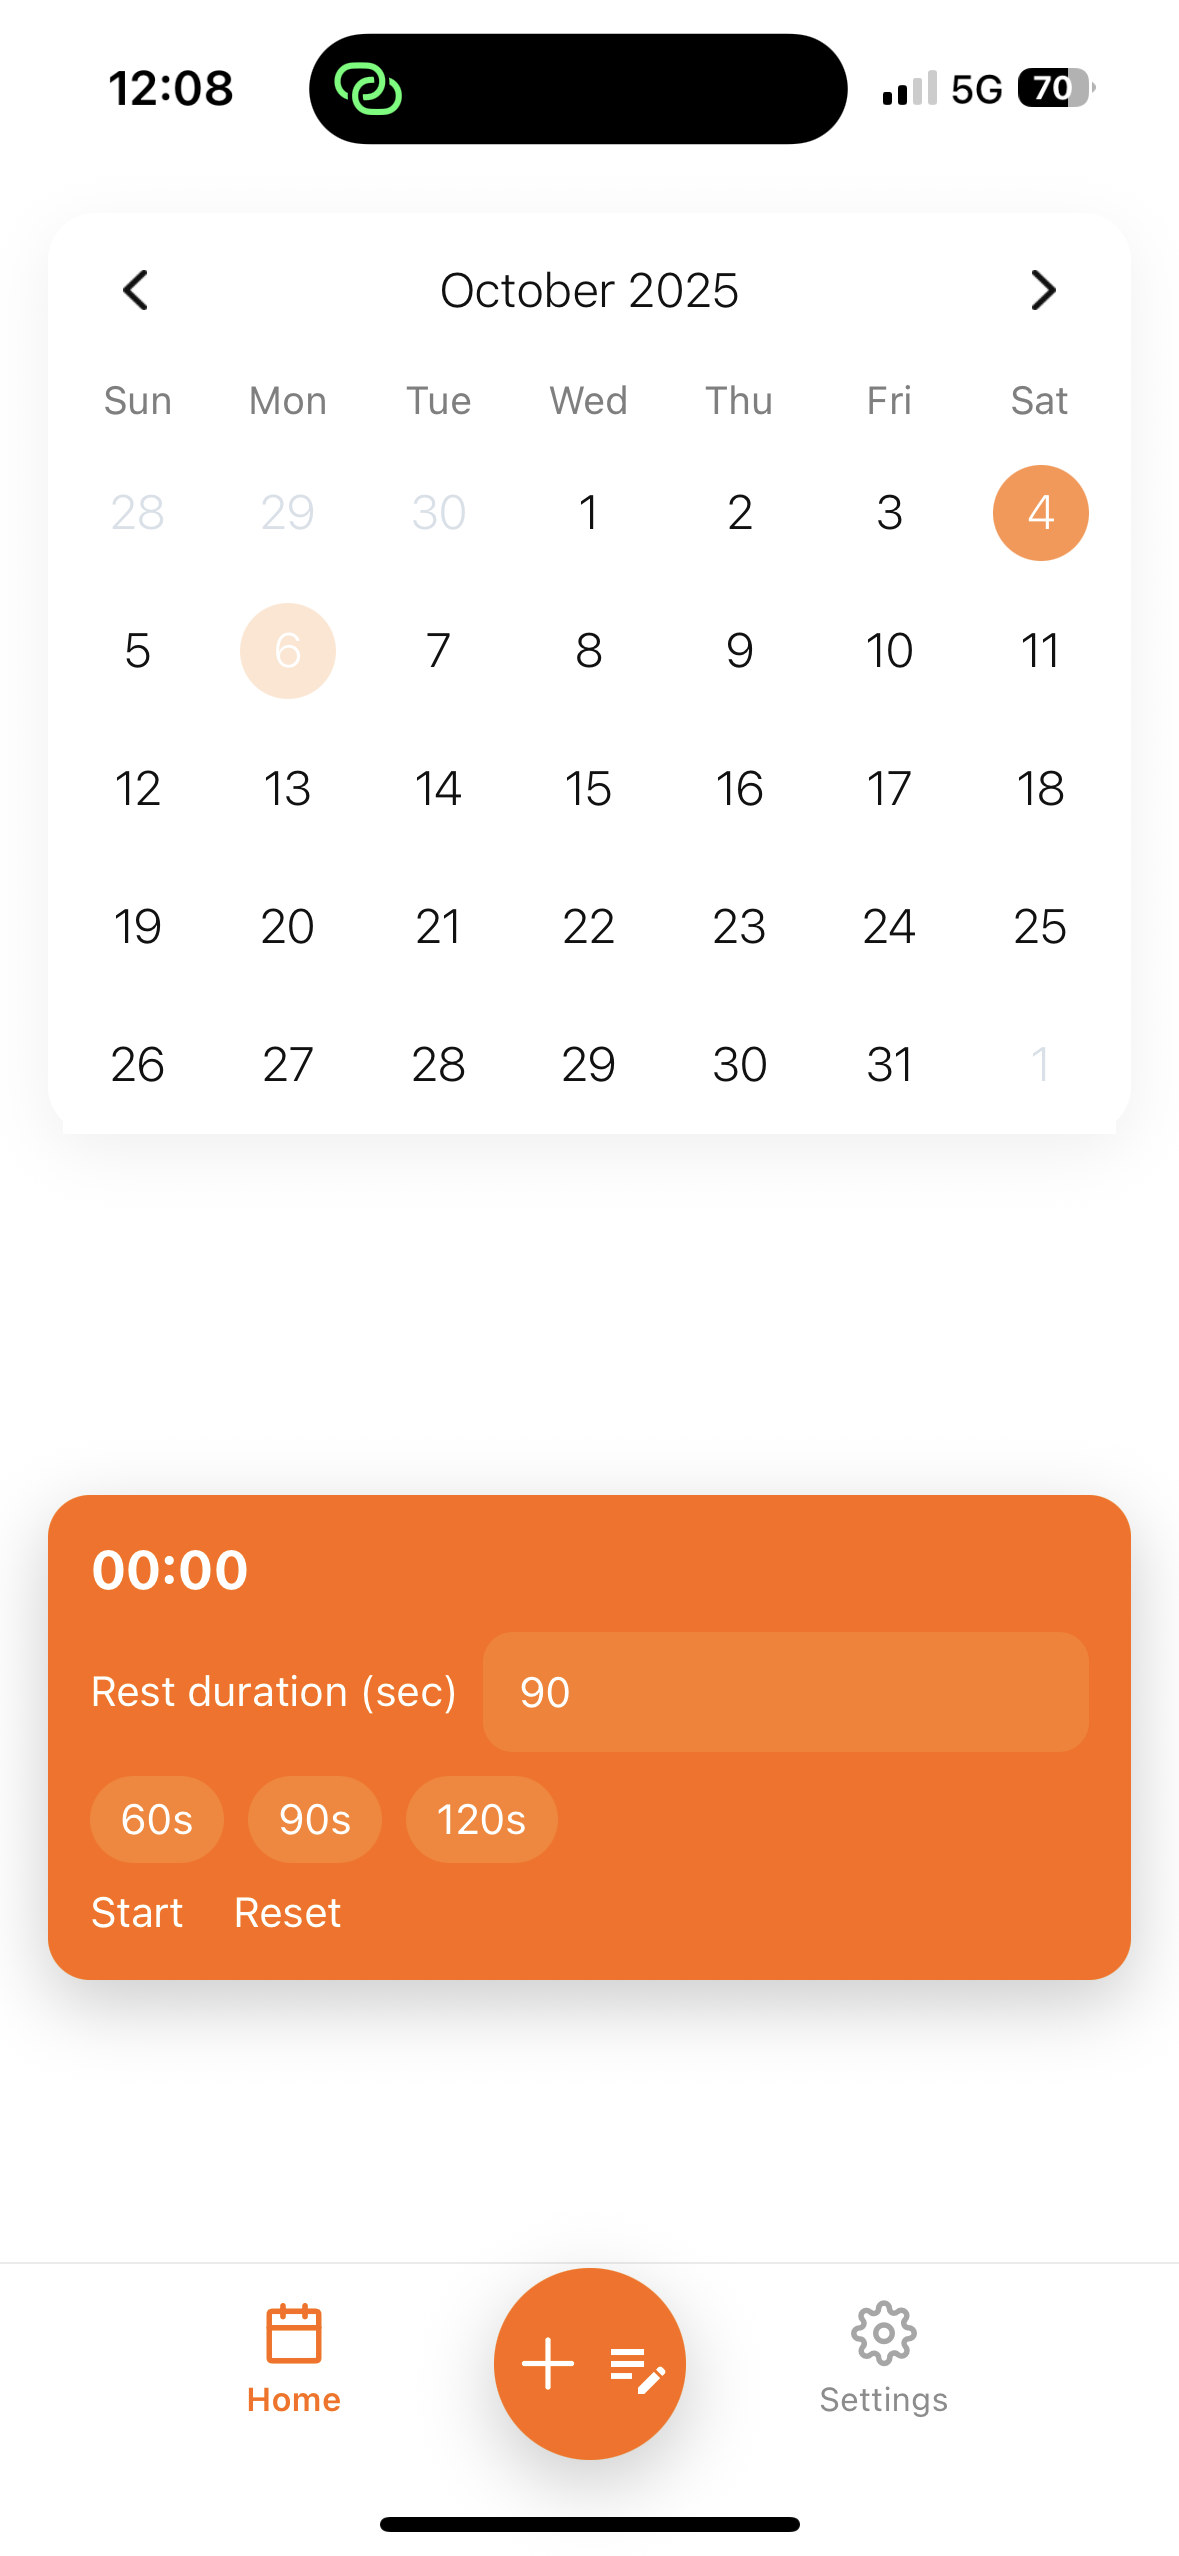 12:08 5G 70
October 2025
Sun Mon Tue Wed Thu Fri Sat
28 29 30 1 2 3 4
5 6 7 8 9 10 11
12 13 14 15 16 17 18
19 20 21 22 23 24 25
26 27 28 29 30 31 1
00:00
Rest duration (sec) 90
60s 90s 120s
Start Reset
Home Settings